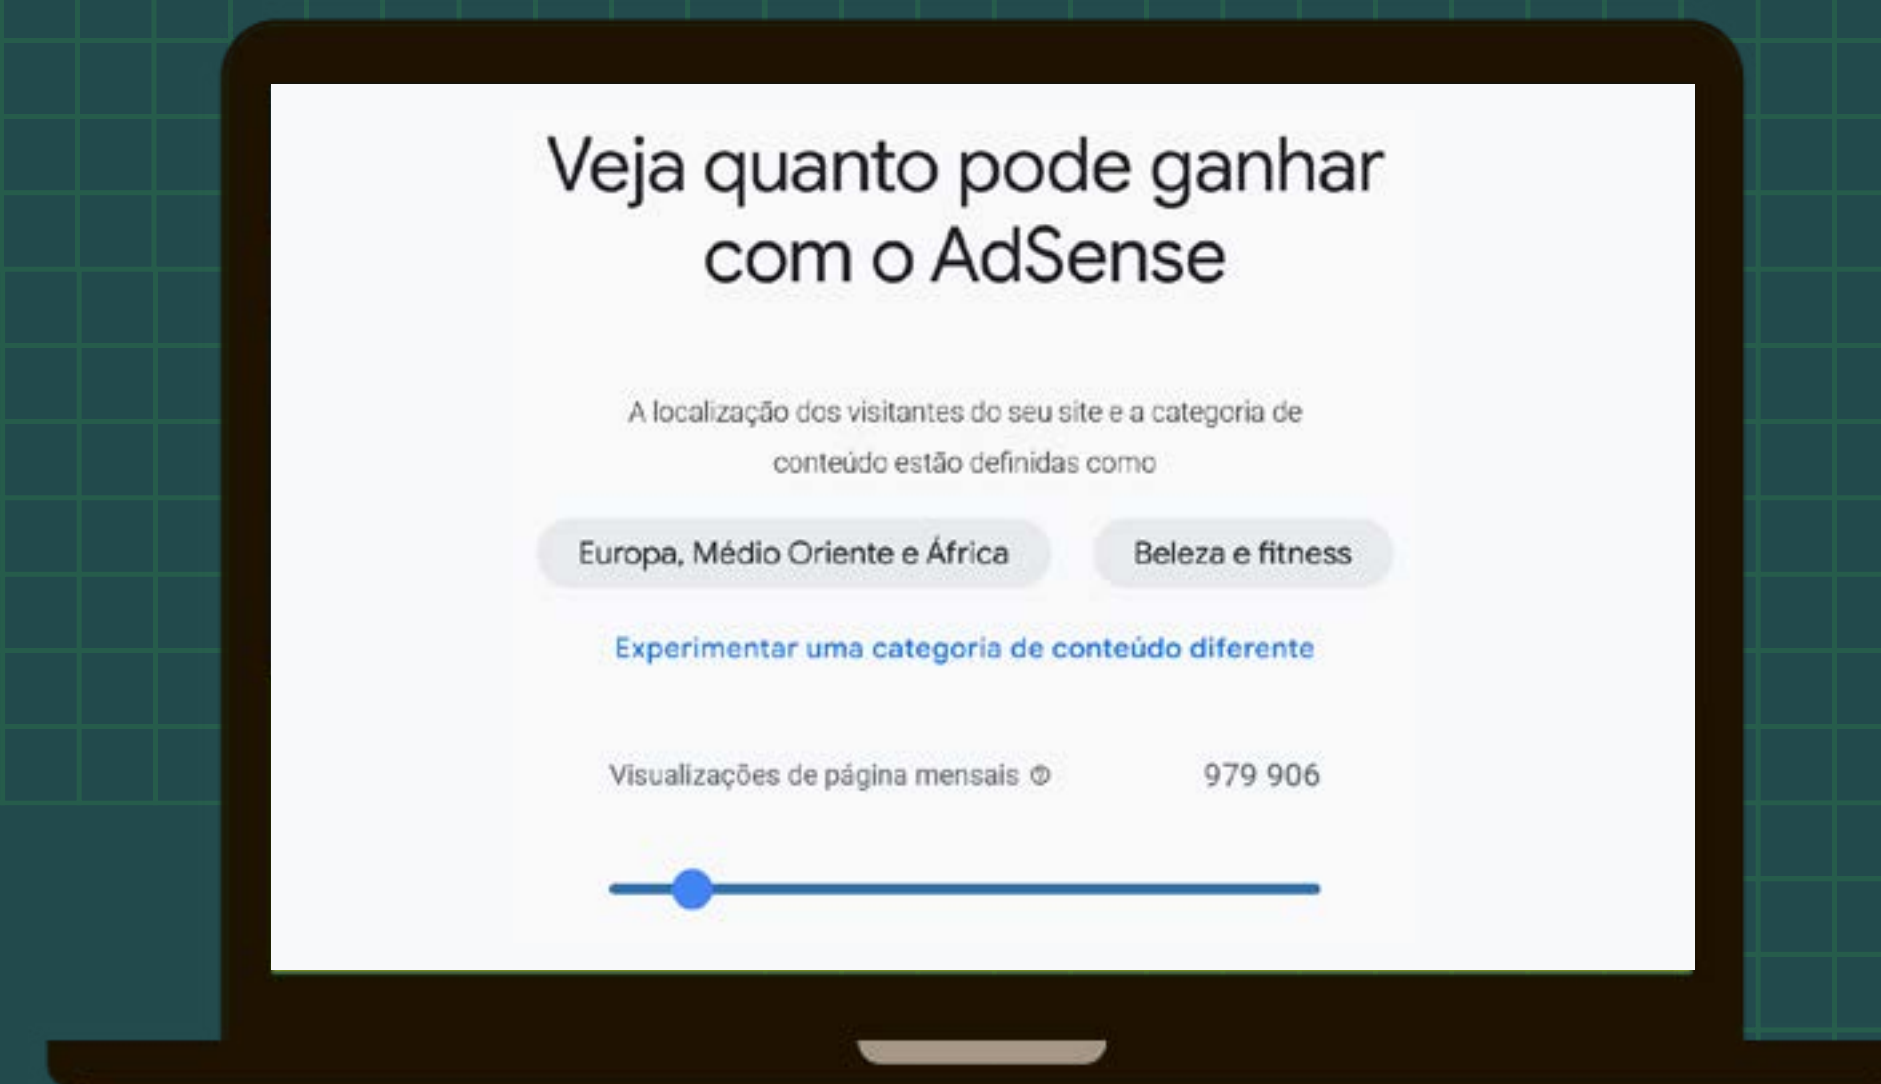 Veja quanto pode ganhar
com o AdSense
A localização dos visitantes do seu site e a categoria de
conteúdo estão definidas como
Europa, Médio Oriente e África
Beleza e fitness
Experimentar uma categoria de conteúdo diferente
Visualizações de página mensais
979 906